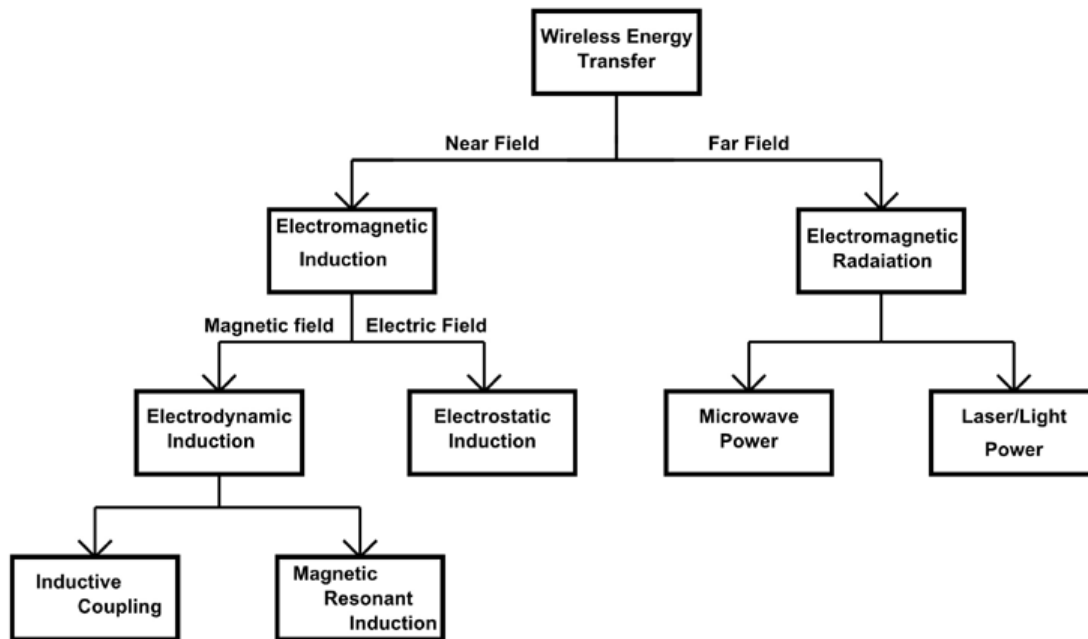 Wireless Energy
Transfer
Near Field
Far Field
Electromagnetic
Induction
Electromagnetic
Radaiation
Magnetic field
Electric Field
Electrodynamic
Induction
Electrostatic
Induction
Microwave
Power
Laser/Light
Power
Inductive
Coupling
Magnetic
Resonant
Induction